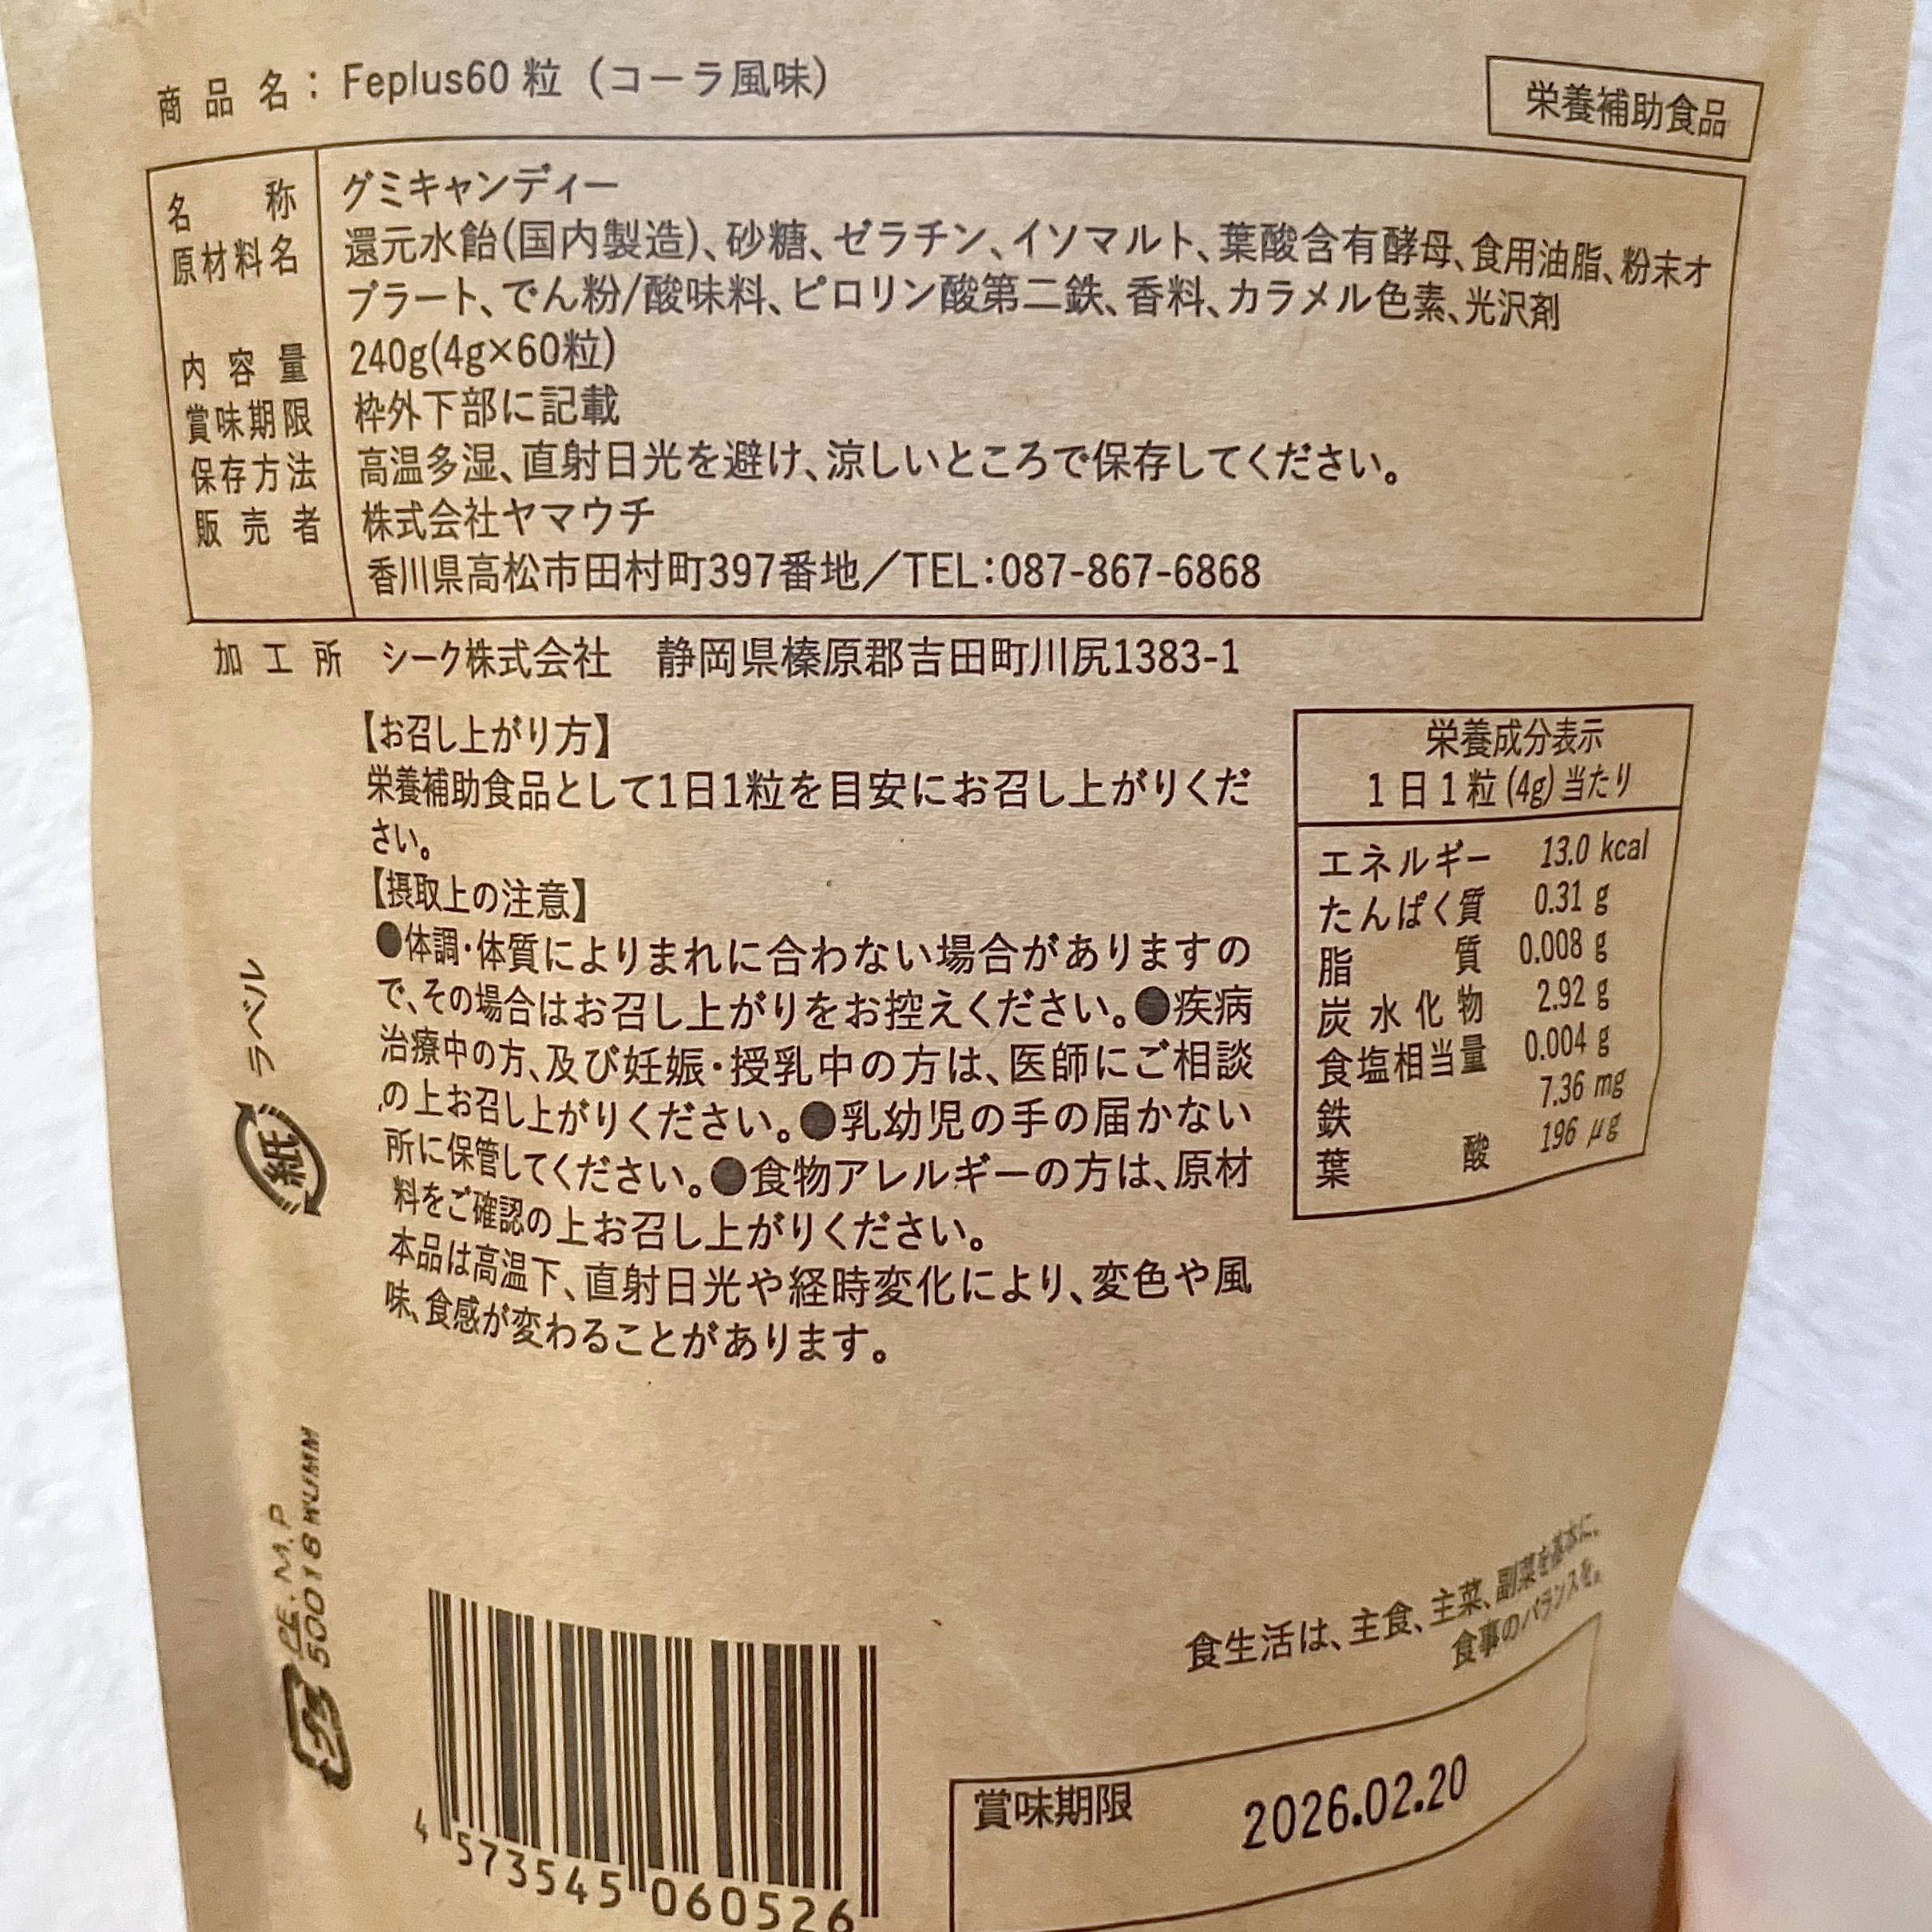 商品名：Feplus60粒（コーラ風味）
栄養補助食品
名称 グミキャンディー
原材料名 還元水飴(国内製造)、砂糖、ゼラチン、イソマルト、葉酸含有酵母、食用油脂、粉末オ
ブラート、でん粉/酸味料、ピロリン酸第二鉄、香料、カラメル色素、光沢剤
内容量 240g(4g×60粒)
賞味期限 枠外下部に記載
保存方法 高温多湿、直射日光を避け、涼しいところで保存してください。
販売者 株式会社ヤマウチ
香川県高松市田村町397番地／TEL：087-867-6868
加工所 シーク株式会社 静岡県榛原郡吉田町川尻1383-1
【お召し上がり方】
栄養補助食品として1日1粒を目安にお召し上がりくだ
さい。
【摂取上の注意】
●体調・体質によりまれに合わない場合がありますの
で、その場合はお召し上がりをお控えください。●疾病
治療中の方、及び妊娠・授乳中の方は、医師にご相談
の上お召し上がりください。●乳幼児の手の届かない
所に保管してください。●食物アレルギーの方は、原材
料をご確認の上お召し上がりください。
本品は高温下、直射日光や経時変化により、変色や風
味、食感が変わることがあります。
栄養成分表示
1日1粒(4g)当たり
エネルギー 13.0 kcal
たんぱく質 0.31 g
脂質 0.008 g
炭水化物 2.92 g
食塩相当量 0.004 g
鉄 7.36 mg
葉酸 196 μg
紙 ラベル
プラ PE.M.P
50018 WUMM
食生活は、主食、主菜、副菜を基本に、
食事のバランスを。
賞味期限 2026.02.20
4 573545 060526